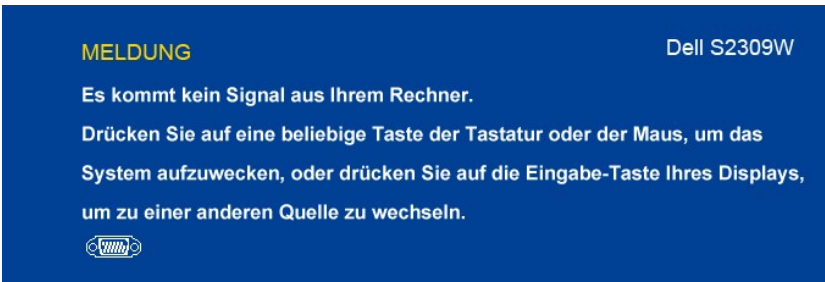 MELDUNG
Dell S2309W
Es kommt kein Signal aus Ihrem Rechner.
Drücken Sie auf eine beliebige Taste der Tastatur oder der Maus, um das
System aufzuwecken, oder drücken Sie auf die Eingabe-Taste Ihres Displays,
um zu einer anderen Quelle zu wechseln.